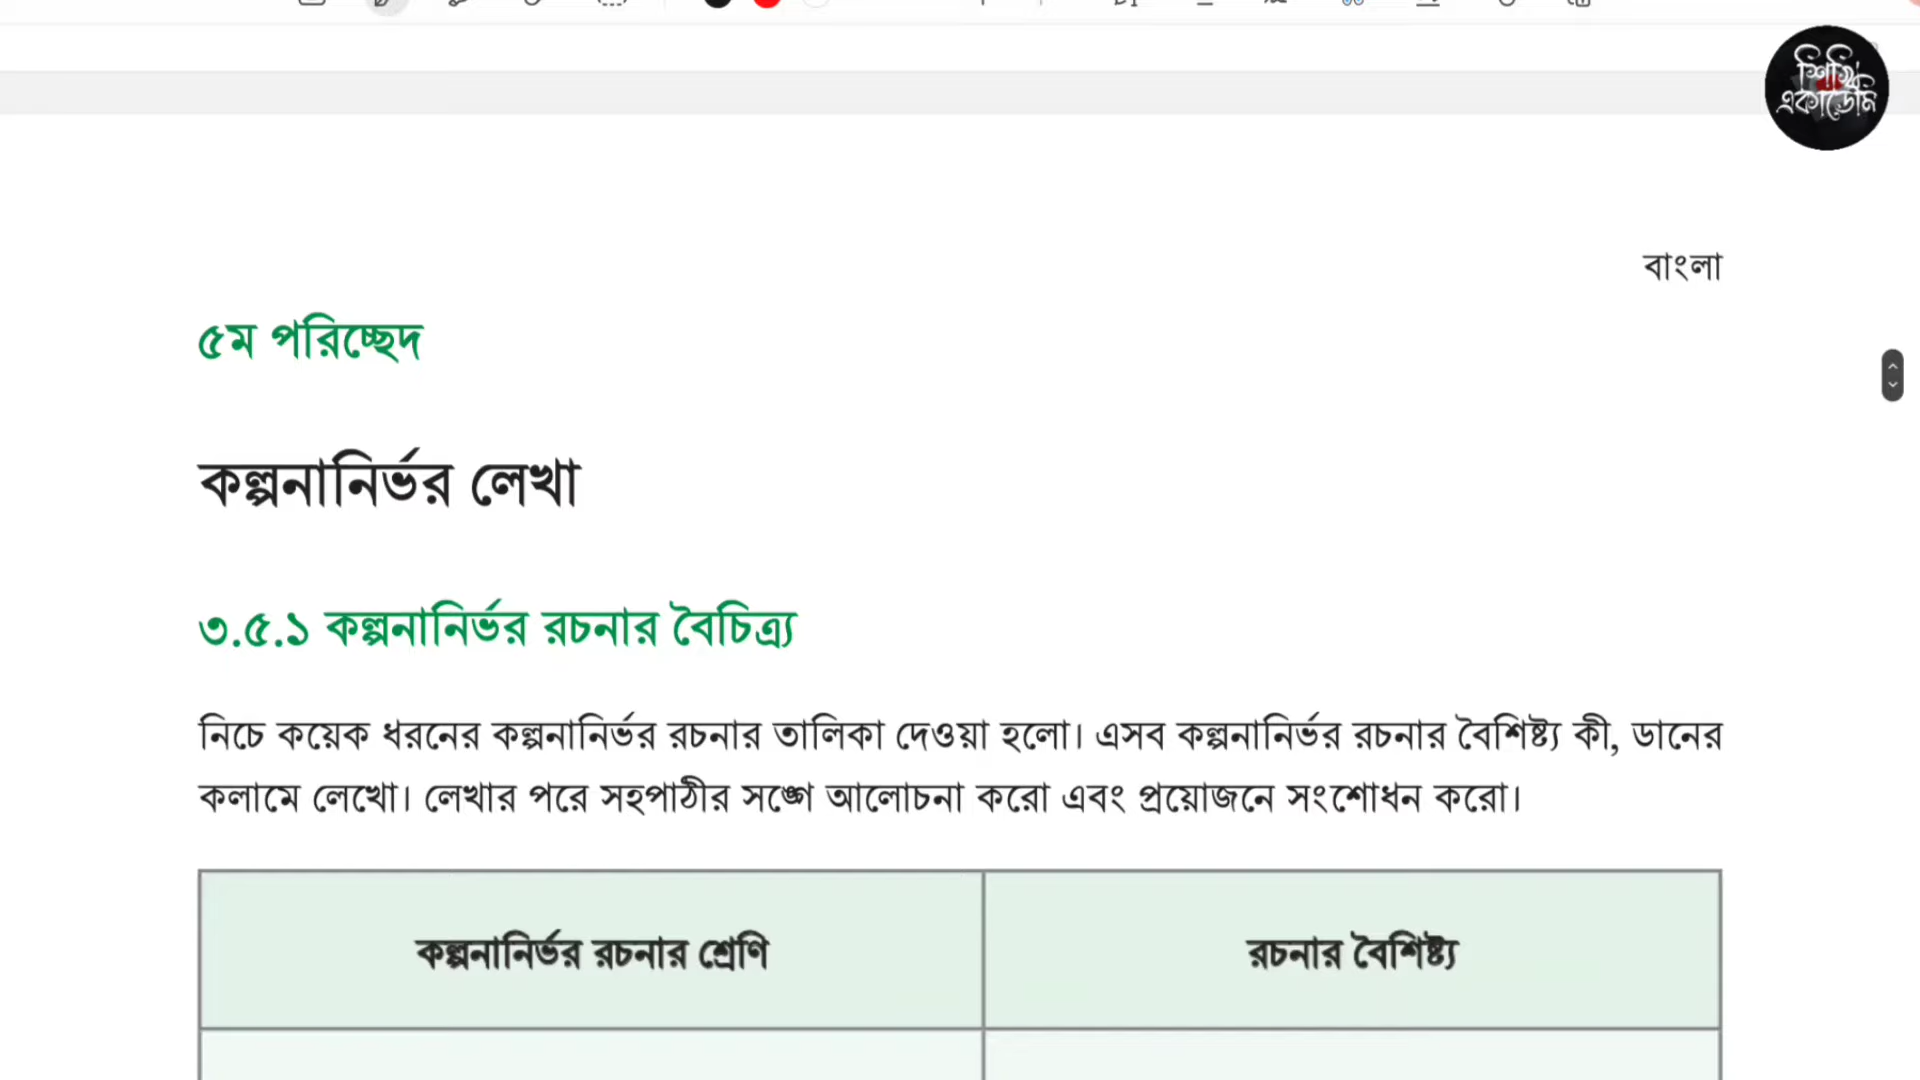 শিখি
একাডেমি
বাংলা
৫ম পরিচ্ছেদ
কল্পনানির্ভর লেখা
৩.৫.১ কল্পনানির্ভর রচনার বৈচিত্র্য
নিচে কয়েক ধরনের কল্পনানির্ভর রচনার তালিকা দেওয়া হলো। এসব কল্পনানির্ভর রচনার বৈশিষ্ট্য কী, ডানের
কলামে লেখো। লেখার পরে সহপাঠীর সঙ্গে আলোচনা করো এবং প্রয়োজনে সংশোধন করো।
কল্পনানির্ভর রচনার শ্রেণি
রচনার বৈশিষ্ট্য